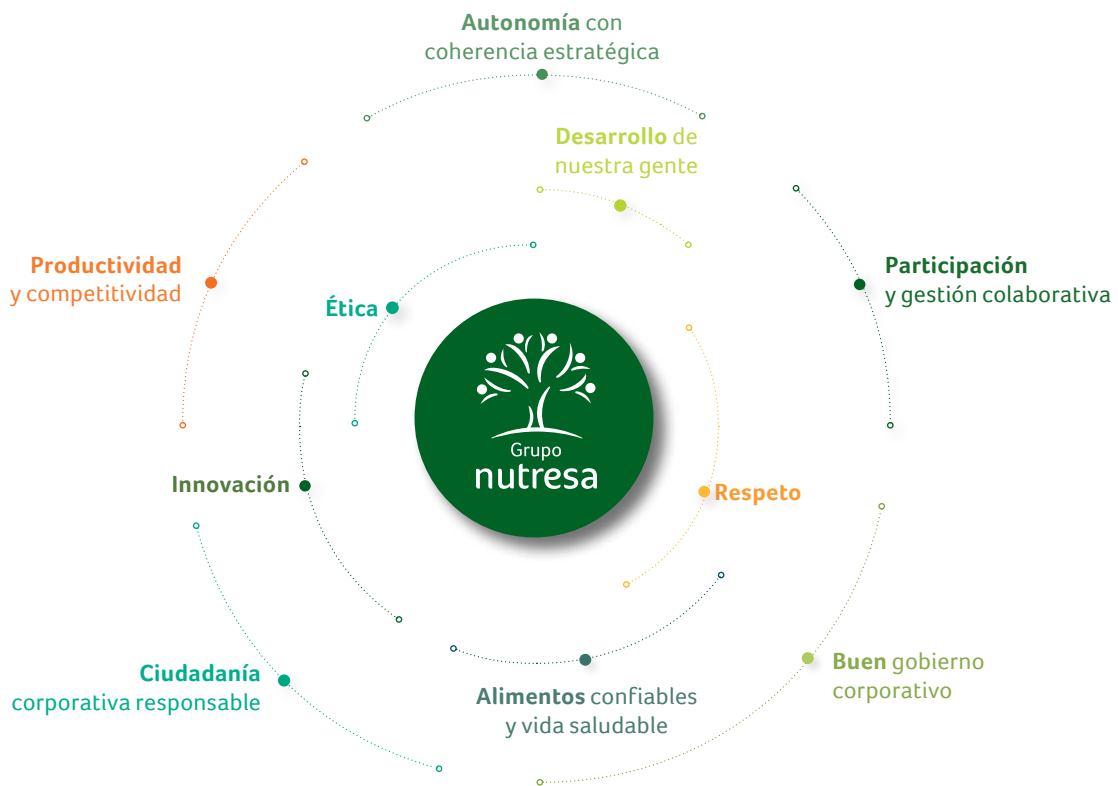 Autonomía con
coherencia estratégica
Desarrollo de
nuestra gente
Productividad
y competitividad
Participación
y gestión colaborativa
Ética
Grupo
nutresa
Innovación
Respeto
Ciudadanía
corporativa responsable
Alimentos confiables
y vida saludable
Buen gobierno
corporativo